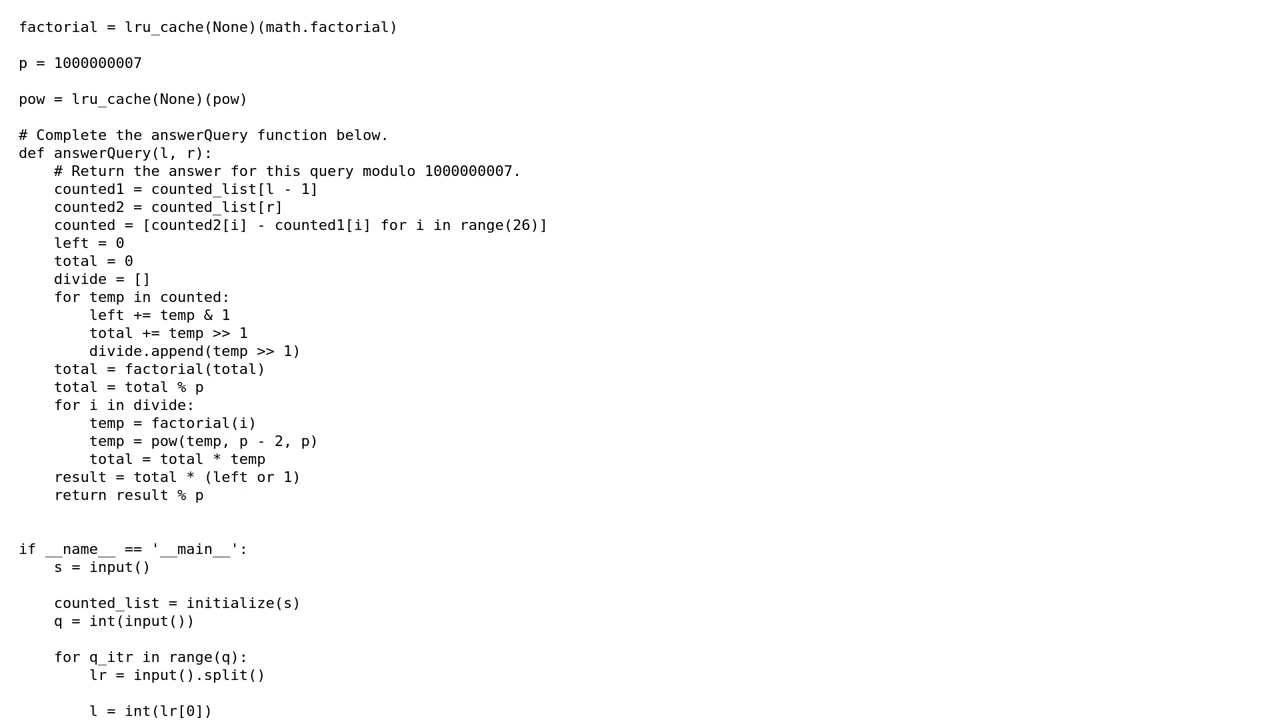 factorial = lru_cache(None)(math.factorial)
p = 1000000007
pow = lru_cache(None)(pow)
# Complete the answerQuery function below.
def answerQuery(l, r):
    # Return the answer for this query modulo 1000000007.
    counted1 = counted_list[l - 1]
    counted2 = counted_list[r]
    counted = [counted2[i] - counted1[i] for i in range(26)]
    left = 0
    total = 0
    divide = []
    for temp in counted:
        left += temp & 1
        total += temp >> 1
        divide.append(temp >> 1)
    total = factorial(total)
    total = total % p
    for i in divide:
        temp = factorial(i)
        temp = pow(temp, p - 2, p)
        total = total * temp
    result = total * (left or 1)
    return result % p
if __name__ == '__main__':
    s = input()
    counted_list = initialize(s)
    q = int(input())
    for q_itr in range(q):
        lr = input().split()
        l = int(lr[0])